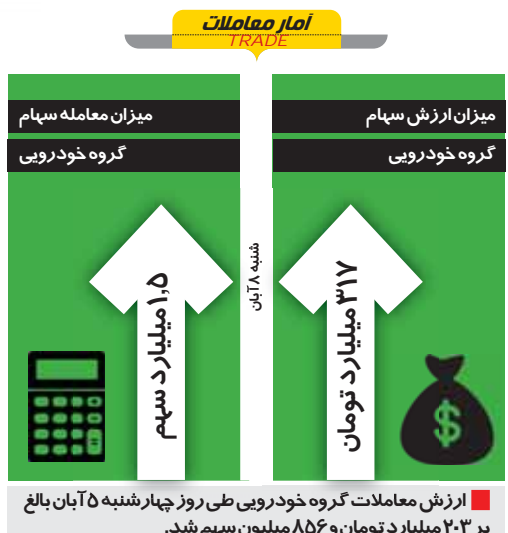 آمار معاملات
TRADE
میزان ارزش سهام
گروه خودرویی
۳۱۷ میلیارد تومان
شنبه ۸ آبان
میزان معامله سهام
گروه خودرویی
۱,۵ میلیارد سهم
ارزش معاملات گروه خودرویی طی روز چهارشنبه ۵ آبان بالغ
بر ۲۰۳ میلیارد تومان و ۸۵۶ میلیون سهم شد.